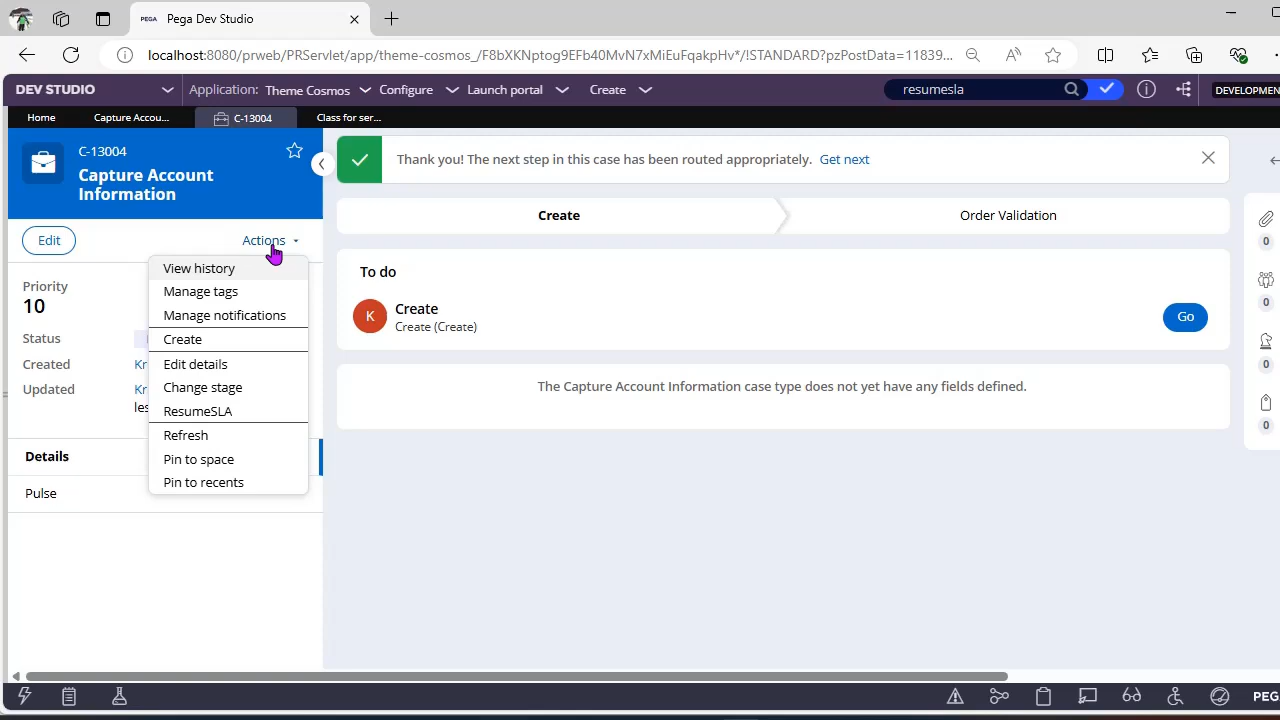 PEGA Pega Dev Studio
localhost:8080/prweb/PRServlet/app/theme-cosmos_/F8bXKNptog9EFb40MvN7xMiEuFqakpHv*/!STANDARD?pzPostData=11839...
DEV STUDIO Application: Theme Cosmos Configure Launch portal Create resumesla DEVELOPMEN
Home Capture Accou... C-13004 Class for ser...
C-13004
Capture Account
Information
Thank you! The next step in this case has been routed appropriately. Get next
Create Order Validation
Edit Actions
View history
Manage tags
Manage notifications
Create
Edit details
Change stage
ResumeSLA
Refresh
Pin to space
Pin to recents
Priority
10
Status
Created Kr
Updated Kr
les
Details
Pulse
To do
K Create
Create (Create)
Go
The Capture Account Information case type does not yet have any fields defined.
0
0
0
0
PEG